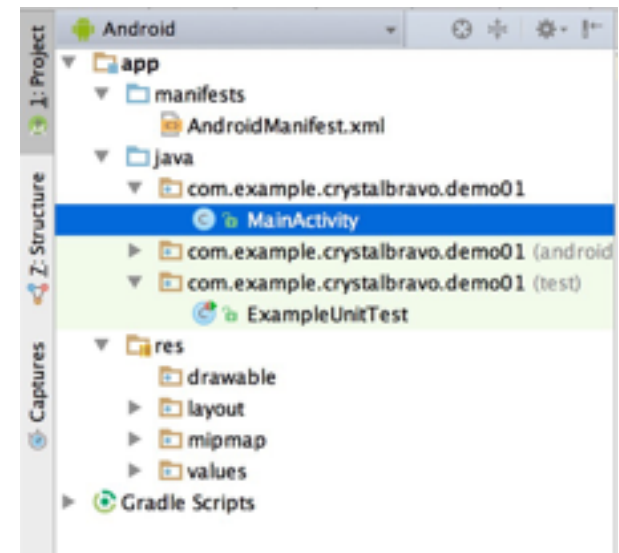 Android
1: Project
app
manifests
AndroidManifest.xml
java
com.example.crystalbravo.demo01
MainActivity
com.example.crystalbravo.demo01 (android
com.example.crystalbravo.demo01 (test)
ExampleUnitTest
res
drawable
layout
mipmap
values
Gradle Scripts
Z: Structure
Captures